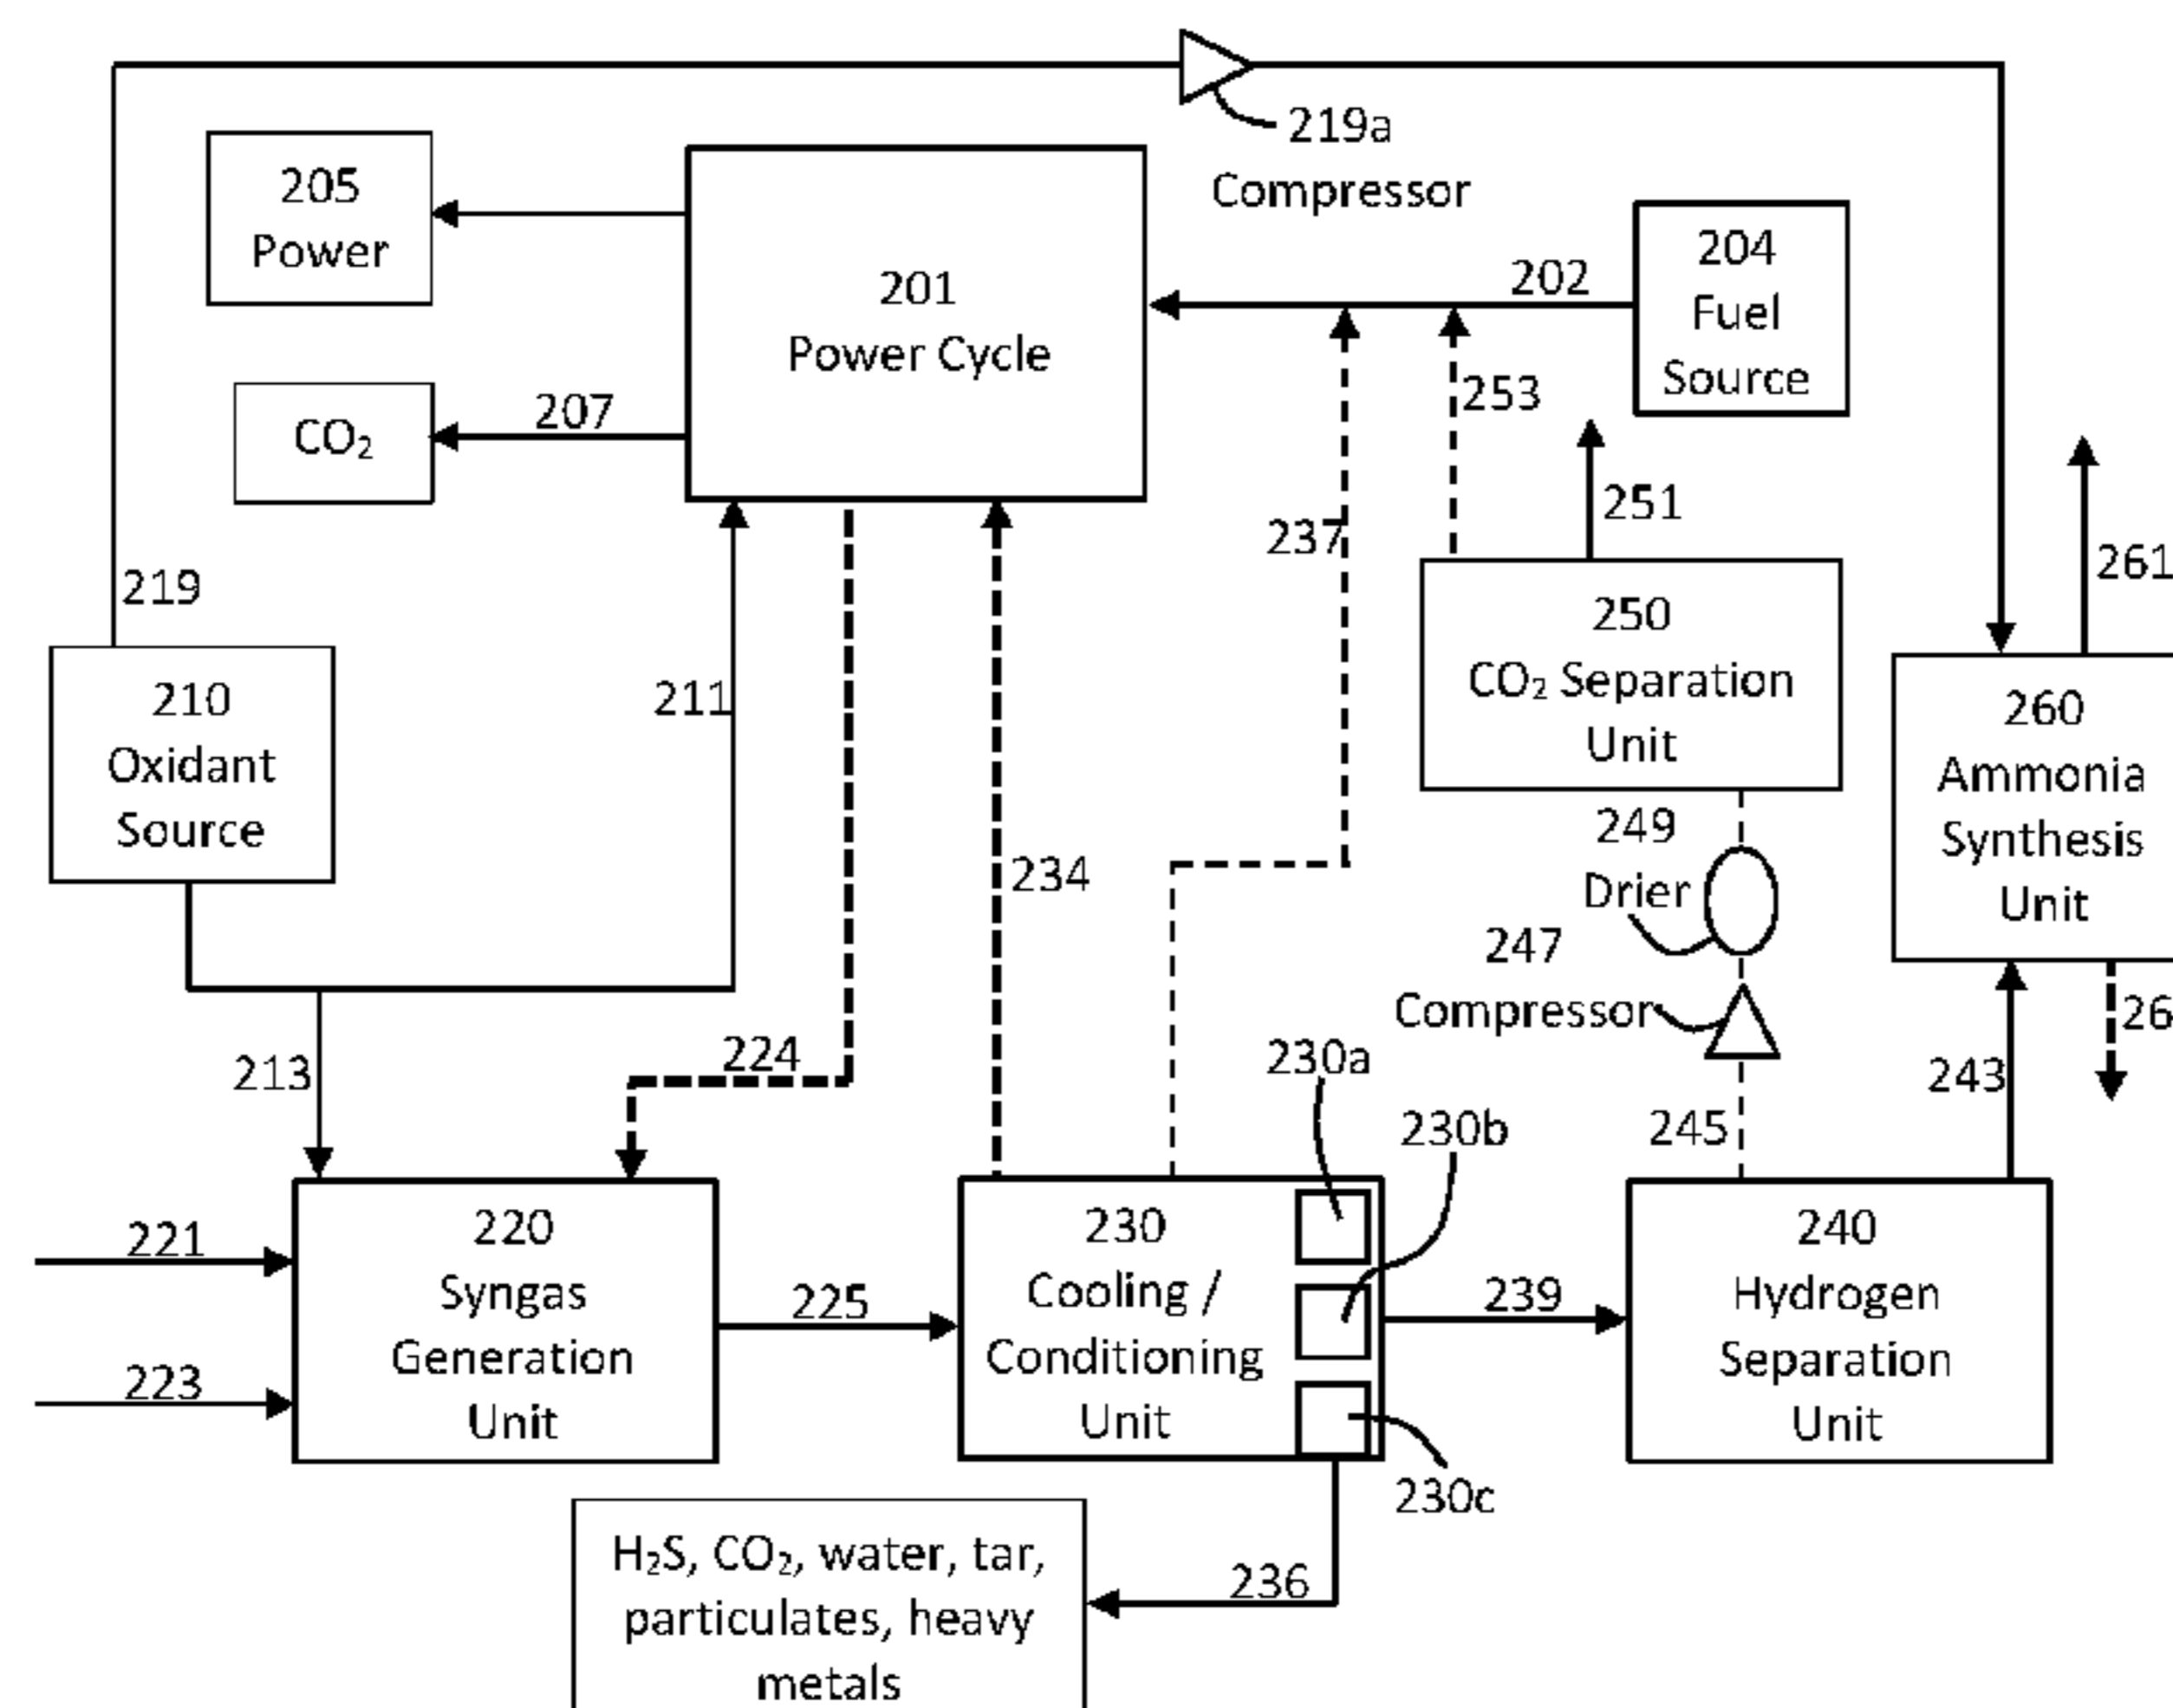 219a
Compressor
205
Power
201
Power Cycle
202
204
Fuel
Source
CO₂
207
253
237
251
261
219
210
Oxidant
Source
211
250
CO₂ Separation
Unit
260
Ammonia
Synthesis
Unit
249
Drier
234
247
Compressor
26
224
213
230a
230b
245
243
221
220
Syngas
Generation
Unit
223
225
230
Cooling /
Conditioning
Unit
239
240
Hydrogen
Separation
Unit
230c
H₂S, CO₂, water, tar,
particulates, heavy
metals
236